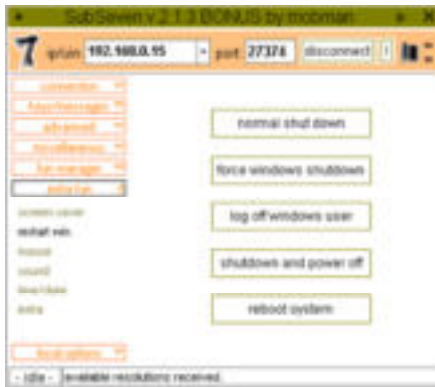 SubSeven v.2.1.3 BONUS by mobman
ip/uin: 192.168.0.15 port: 27374 disconnect
connection
keys/messages
advanced
miscellaneous
fun manager
extra fun
screen saver
restart win
mouse
sound
time/date
extra
local options
normal shut down
force windows shutdown
log off windows user
shutdown and power off
reboot system
- idle - available resolutions received.